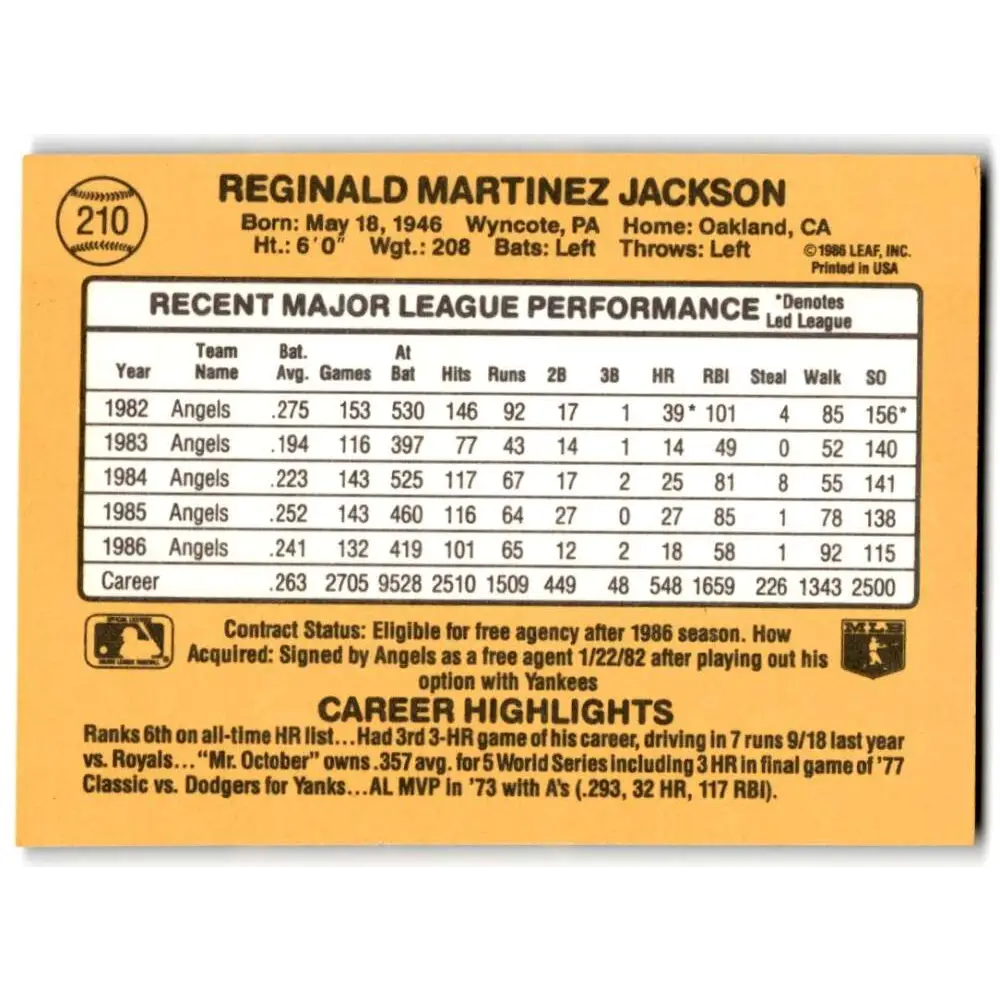 210
REGINALD MARTINEZ JACKSON
Born: May 18, 1946 Wyncote, PA Home: Oakland, CA
Ht.: 6'0" Wgt.: 208 Bats: Left Throws: Left
©1986 LEAF, INC.
Printed in USA
RECENT MAJOR LEAGUE PERFORMANCE *Denotes
Led League
Year Team Name Bat. Avg. Games At Bat Hits Runs 2B 3B HR RBI Steal Walk SO
1982 Angels .275 153 530 146 92 17 1 39* 101 4 85 156*
1983 Angels .194 116 397 77 43 14 1 14 49 0 52 140
1984 Angels .223 143 525 117 67 17 2 25 81 8 55 141
1985 Angels .252 143 460 116 64 27 0 27 85 1 78 138
1986 Angels .241 132 419 101 65 12 2 18 58 1 92 115
Career .263 2705 9528 2510 1509 449 48 548 1659 226 1343 2500
Contract Status: Eligible for free agency after 1986 season. How
Acquired: Signed by Angels as a free agent 1/22/82 after playing out his
option with Yankees
MLB
CAREER HIGHLIGHTS
Ranks 6th on all-time HR list...Had 3rd 3-HR game of his career, driving in 7 runs 9/18 last year
vs. Royals..."Mr. October" owns .357 avg. for 5 World Series including 3 HR in final game of '77
Classic vs. Dodgers for Yanks...AL MVP in '73 with A's (.293, 32 HR, 117 RBI).